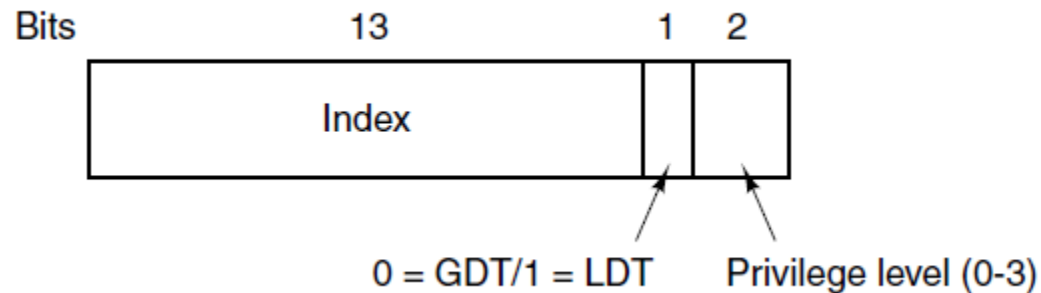 Bits 13 1 2
Index
0 = GDT/1 = LDT Privilege level (0-3)